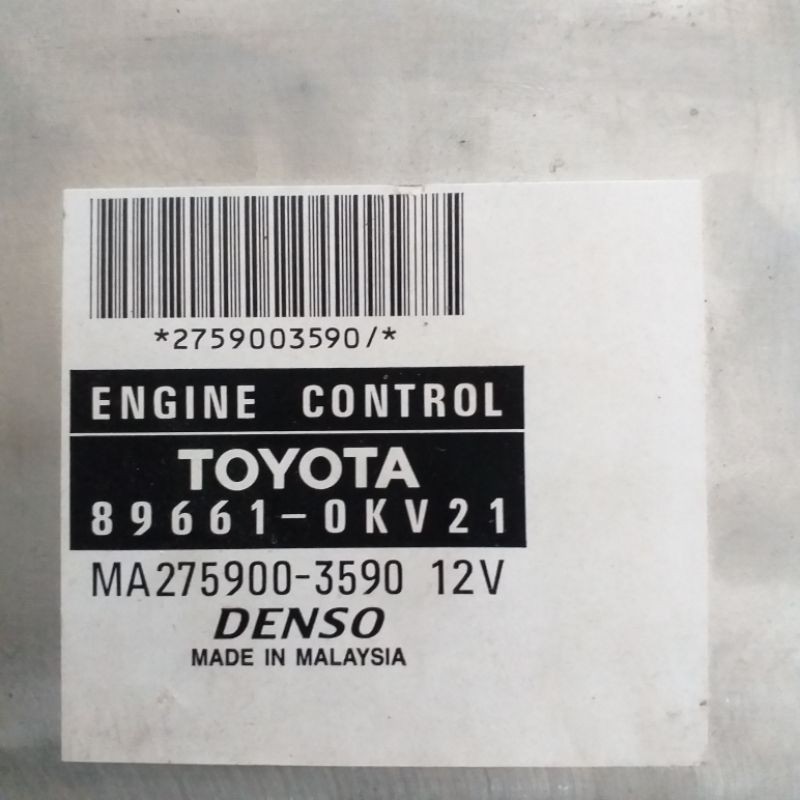 *2759003590/*
ENGINE CONTROL
TOYOTA
89661-0KV21
MA275900-3590 12V
DENSO
MADE IN MALAYSIA